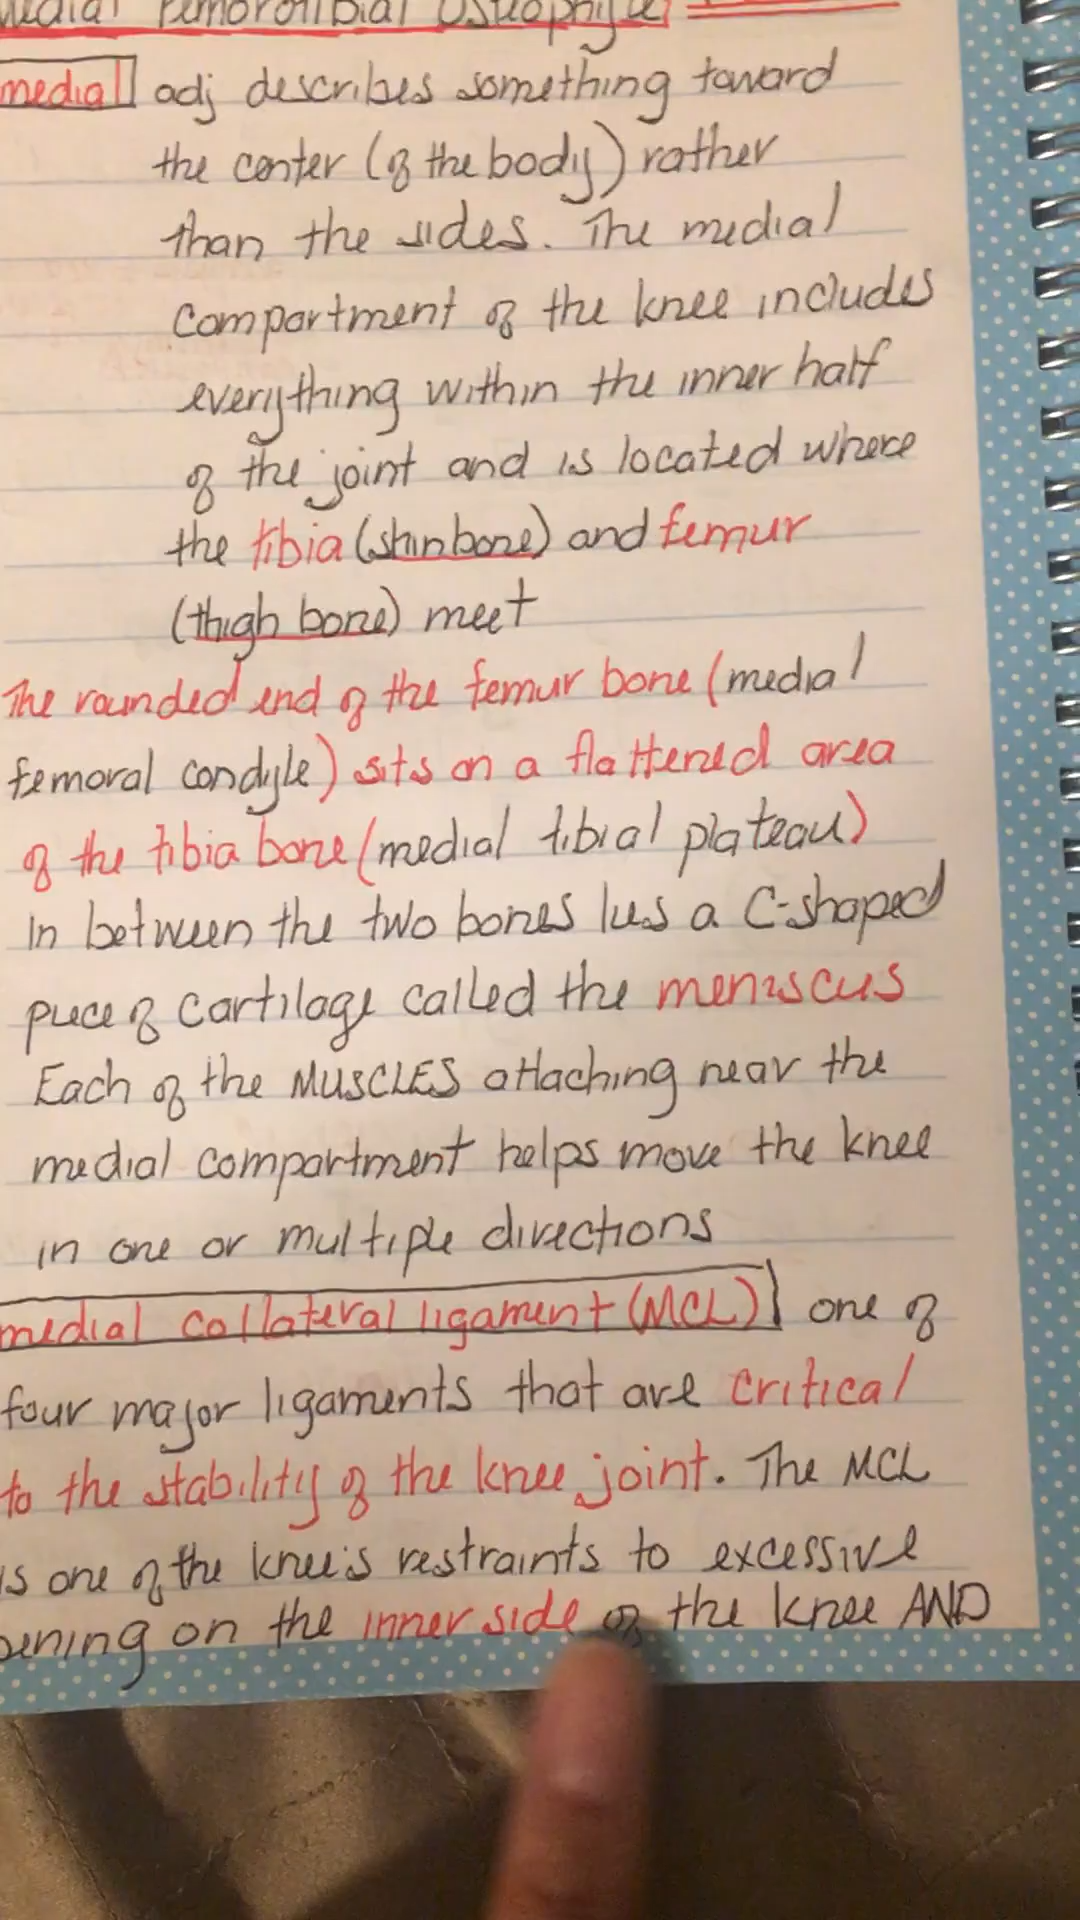 medial Femorotibial Osteophyte
medial adj describes something toward
the center (of the body) rather
than the sides. The medial
compartment of the knee includes
everything within the inner half
of the joint and is located where
the tibia (shinbone) and femur
(thigh bone) meet
The rounded end of the femur bone (medial
femoral condyle) sits on a flattened area
of the tibia bone (medial tibial plateau)
In between the two bones lies a C-shaped
piece of cartilage called the meniscus
Each of the MUSCLES attaching near the
medial compartment helps move the knee
in one or multiple directions
medial collateral ligament (MCL) one of
four major ligaments that are critical
to the stability of the knee joint. The MCL
is one of the knee's restraints to excessive
pening on the inner side of the knee AND